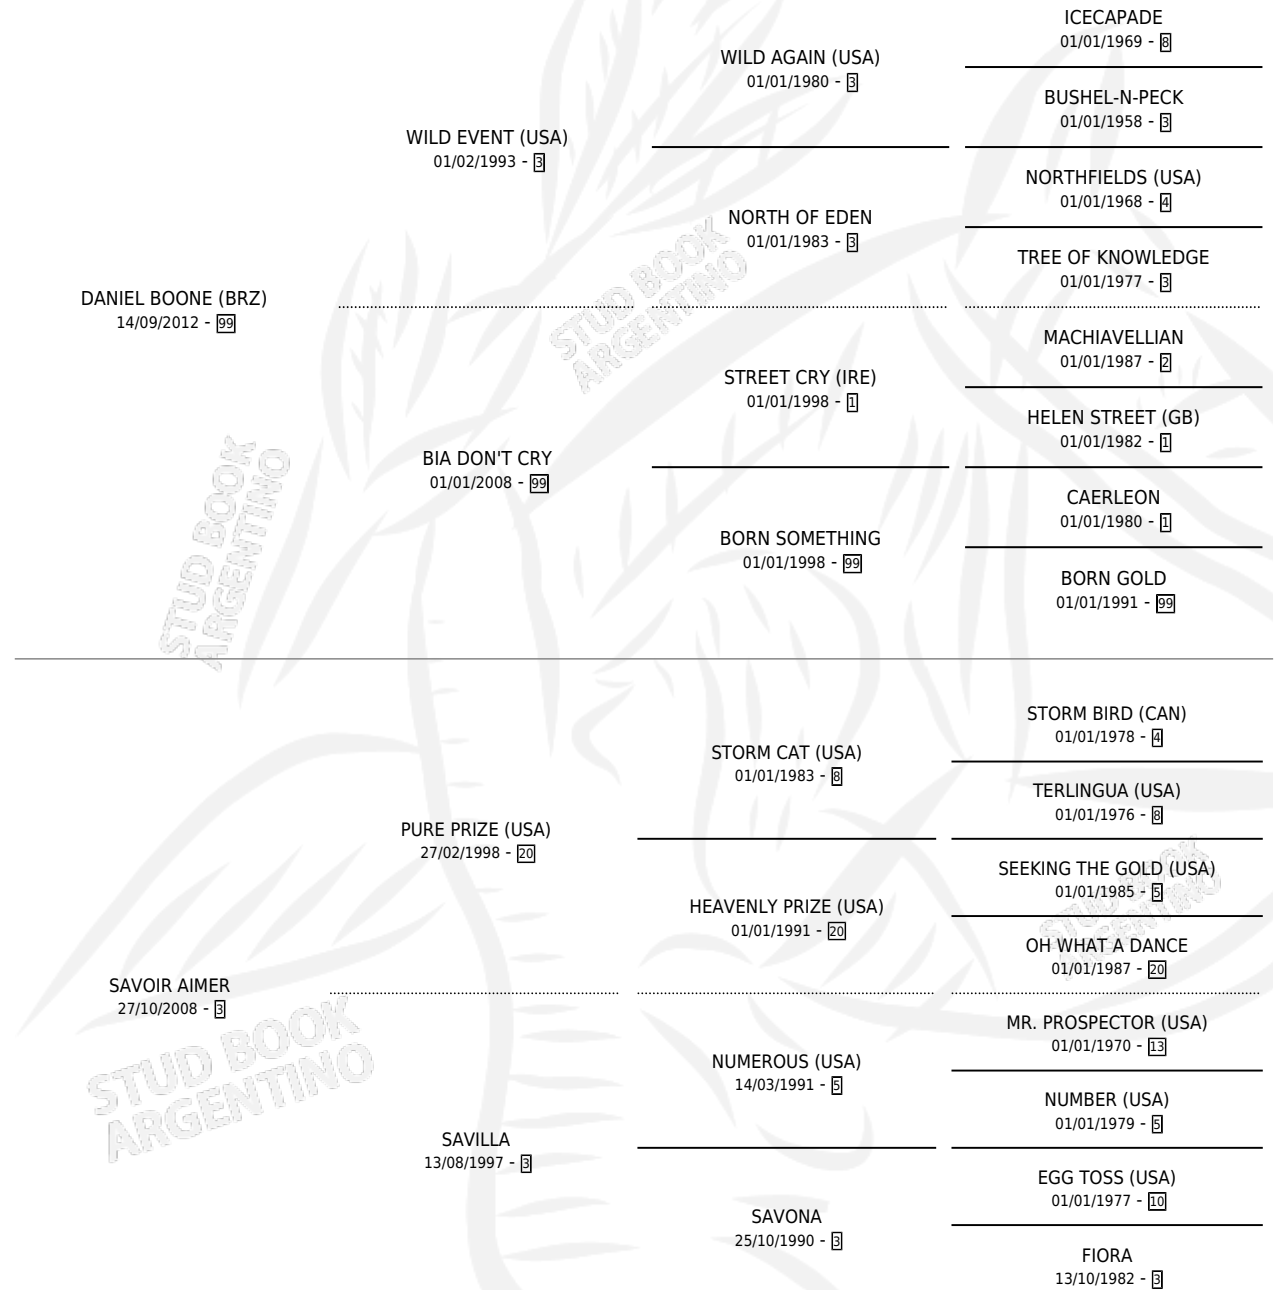 ICECAPADE
01/01/1969 - 8
WILD AGAIN (USA)
01/01/1980 - 3
BUSHEL-N-PECK
01/01/1958 - 3
WILD EVENT (USA)
01/02/1993 - 3
NORTHFIELDS (USA)
01/01/1968 - 4
NORTH OF EDEN
01/01/1983 - 3
TREE OF KNOWLEDGE
01/01/1977 - 3
DANIEL BOONE (BRZ)
14/09/2012 - 99
STUD BOOK
ARGENTINO
MACHIAVELLIAN
01/01/1987 - 2
STREET CRY (IRE)
01/01/1998 - 1
HELEN STREET (GB)
01/01/1982 - 1
BIA DON'T CRY
01/01/2008 - 99
CAERLEON
01/01/1980 - 1
BORN SOMETHING
01/01/1998 - 99
BORN GOLD
01/01/1991 - 99
STUD BOOK
ARGENTINO
STORM BIRD (CAN)
01/01/1978 - 4
STORM CAT (USA)
01/01/1983 - 8
TERLINGUA (USA)
01/01/1976 - 8
PURE PRIZE (USA)
27/02/1998 - 20
SEEKING THE GOLD (USA)
01/01/1985 - 5
HEAVENLY PRIZE (USA)
01/01/1991 - 20
OH WHAT A DANCE
01/01/1987 - 20
STUD BOOK
ARGENTINO
SAVOIR AIMER
27/10/2008 - 3
MR. PROSPECTOR (USA)
01/01/1970 - 13
NUMEROUS (USA)
14/03/1991 - 5
NUMBER (USA)
01/01/1979 - 5
STUD BOOK
ARGENTINO
SAVILLA
13/08/1997 - 3
EGG TOSS (USA)
01/01/1977 - 10
SAVONA
25/10/1990 - 3
FIORA
13/10/1982 - 3